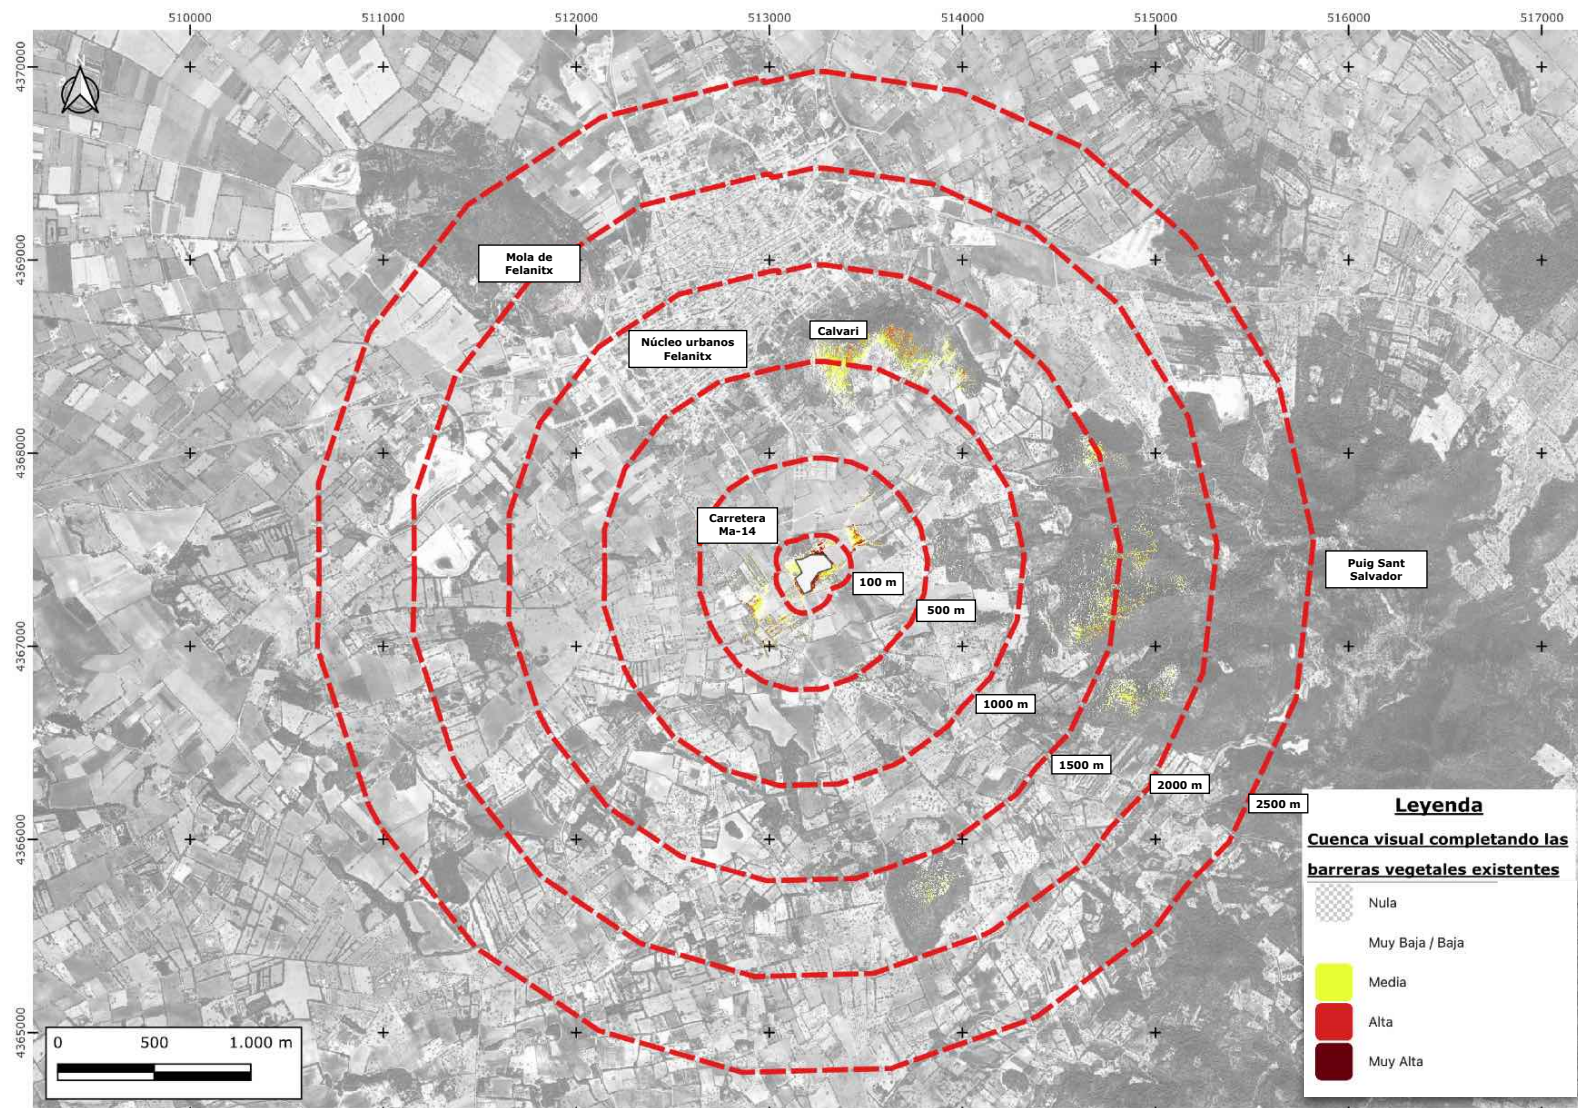 510000
511000
512000
513000
514000
515000
516000
517000
4370000
4369000
4368000
4367000
4366000
4365000
Mola de
Felanitx
Núcleo urbanos
Felanitx
Calvari
Carretera
Ma-14
Puig Sant
Salvador
100 m
500 m
1000 m
1500 m
2000 m
2500 m
Leyenda
Cuenca visual completando las
barreras vegetales existentes
Nula
Muy Baja / Baja
Media
Alta
Muy Alta
0 500 1.000 m